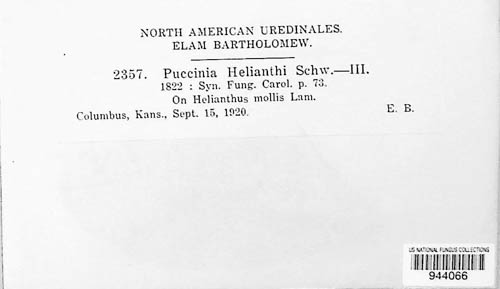 NORTH AMERICAN UREDINALES.
ELAM BARTHOLOMEW.
2357. Puccinia Helianthi Schw.—III.
1822 : Syn. Fung. Carol. p. 73.
On Helianthus mollis Lam.
Columbus, Kans., Sept. 15, 1920. E. B.
US NATIONAL FUNGUS COLLECTIONS
944066